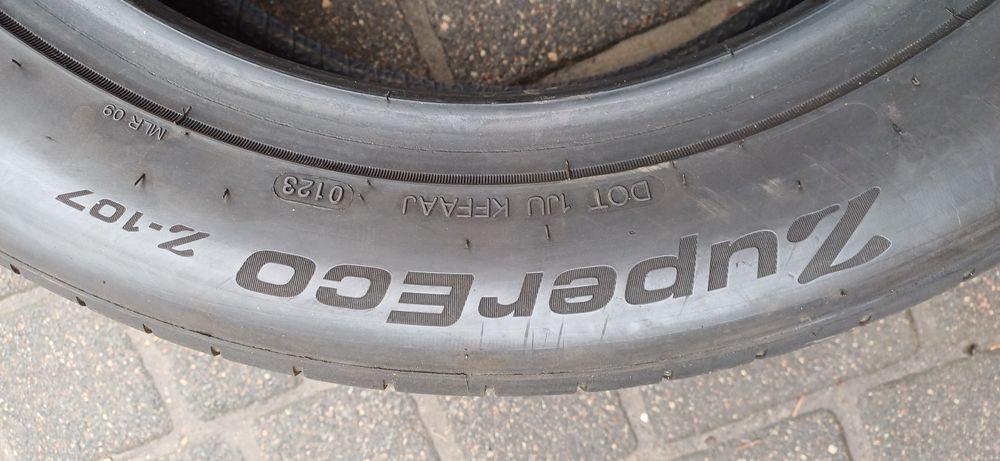 ZuperEco Z-107
DOT 1JU KFFAAJ 0123
MLR 09